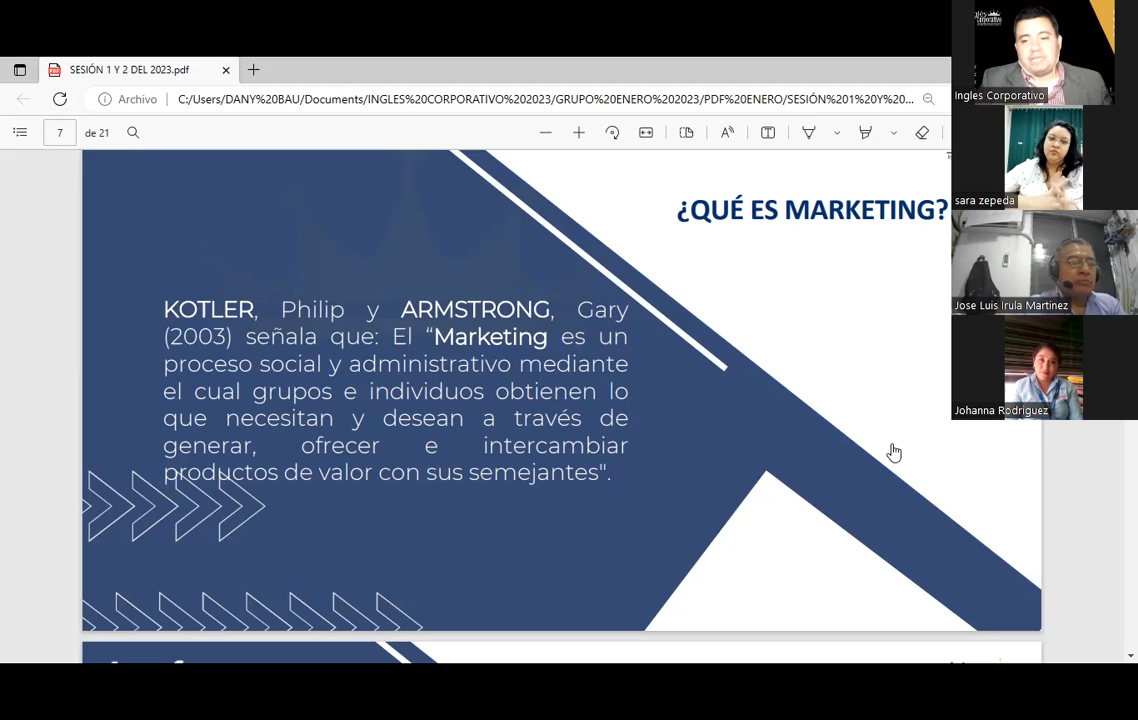 SESIÓN 1 Y 2 DEL 2023.pdf
Archivo
C:/Users/DANY%20BAU/Documents/INGLES%20CORPORATIVO%202023/GRUPO%20ENERO%202023/PDF%20ENERO/SESIÓN%201%20Y%20...
7 de 21
¿QUÉ ES MARKETING?
KOTLER, Philip y ARMSTRONG, Gary
(2003) señala que: El “Marketing es un
proceso social y administrativo mediante
el cual grupos e individuos obtienen lo
que necesitan y desean a través de
generar, ofrecer e intercambiar
productos de valor con sus semejantes".
Ingles Corporativo
sara zepeda
Jose Luis Irula Martinez
Johanna Rodriguez